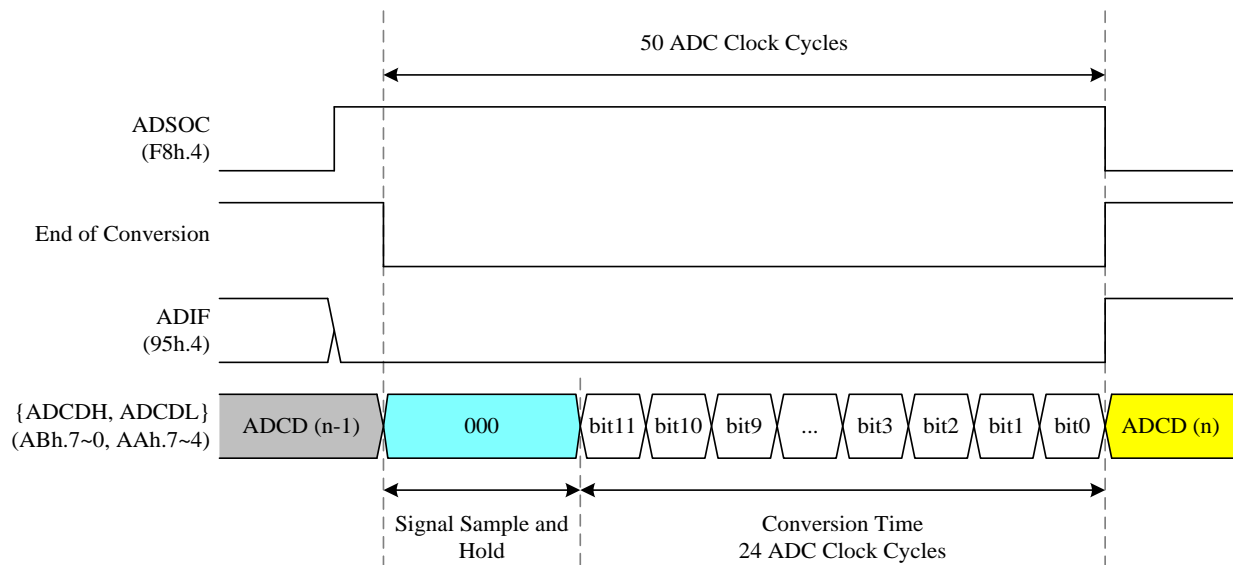 50 ADC Clock Cycles
ADSOC
(F8h.4)
End of Conversion
ADIF
(95h.4)
{ADCDH, ADCDL}
(ABh.7~0, AAh.7~4)
ADCD (n-1)
000
bit11
bit10
bit9
...
bit3
bit2
bit1
bit0
ADCD (n)
Signal Sample and
Hold
Conversion Time
24 ADC Clock Cycles